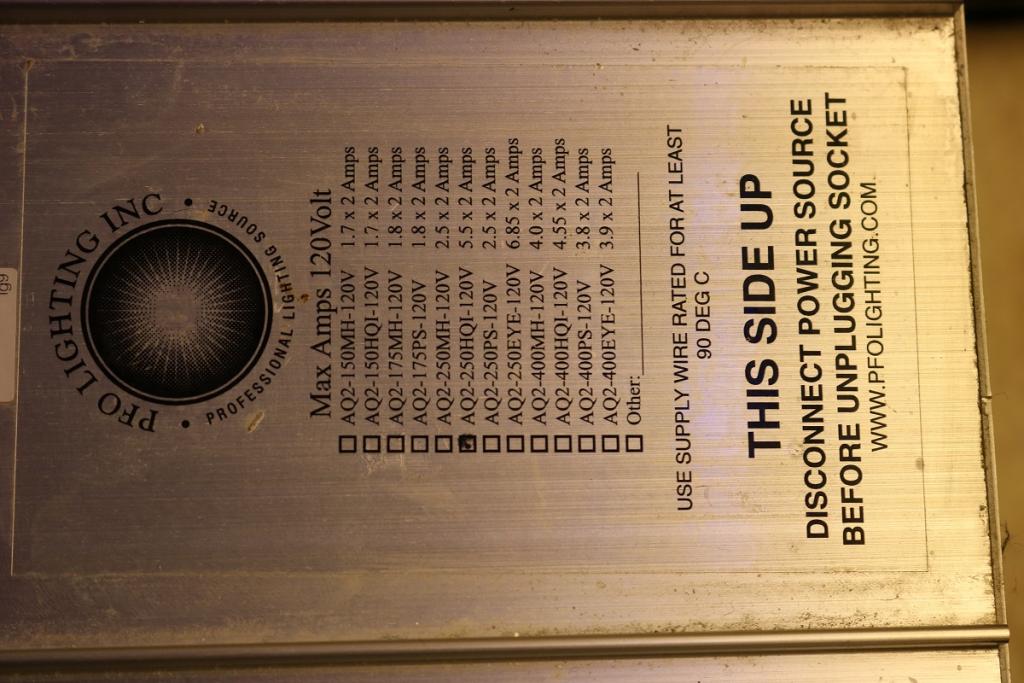 PFO LIGHTING INC
• PROFESSIONAL LIGHTING SOURCE •
Max Amps 120Volt
☐ AQ2-150MH-120V 1.7 x 2 Amps
☐ AQ2-150HQI-120V 1.7 x 2 Amps
☐ AQ2-175MH-120V 1.8 x 2 Amps
☐ AQ2-175PS-120V 1.8 x 2 Amps
☐ AQ2-250MH-120V 2.5 x 2 Amps
☑ AQ2-250HQI-120V 5.5 x 2 Amps
☐ AQ2-250PS-120V 2.5 x 2 Amps
☐ AQ2-250EYE-120V 6.85 x 2 Amps
☐ AQ2-400MH-120V 4.0 x 2 Amps
☐ AQ2-400HQI-120V 4.55 x 2 Amps
☐ AQ2-400PS-120V 3.8 x 2 Amps
☐ AQ2-400EYE-120V 3.9 x 2 Amps
☐ Other:
USE SUPPLY WIRE RATED FOR AT LEAST
90 DEG C
THIS SIDE UP
DISCONNECT POWER SOURCE
BEFORE UNPLUGGING SOCKET
WWW.PFOLIGHTING.COM